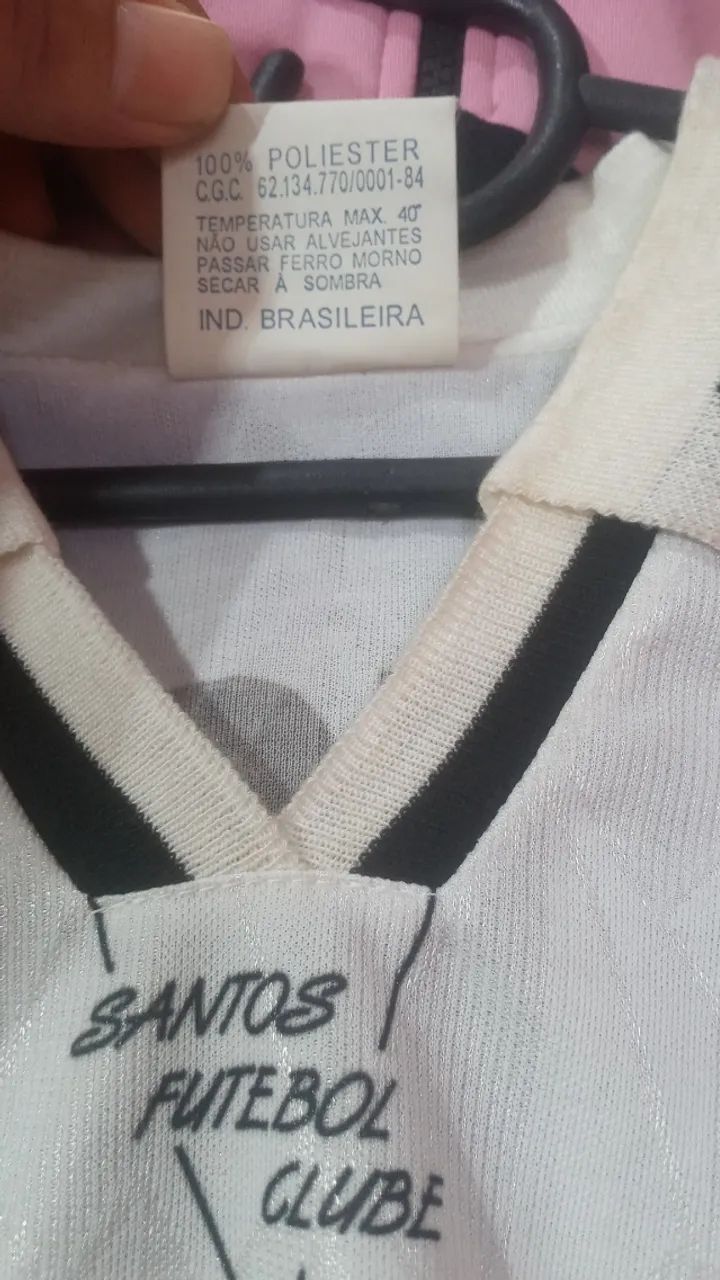 100% POLIESTER
C.G.C. 62.134.770/0001-84
TEMPERATURA MAX. 40°
NÃO USAR ALVEJANTES
PASSAR FERRO MORNO
SECAR À SOMBRA
IND. BRASILEIRA
SANTOS
FUTEBOL
CLUBE